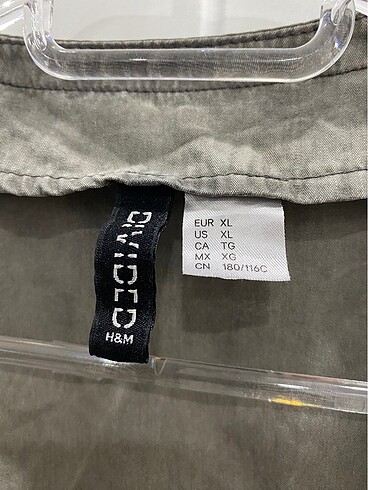 DIVIDED
H&M
EUR XL
US XL
CA TG
MX XG
CN 180/116C